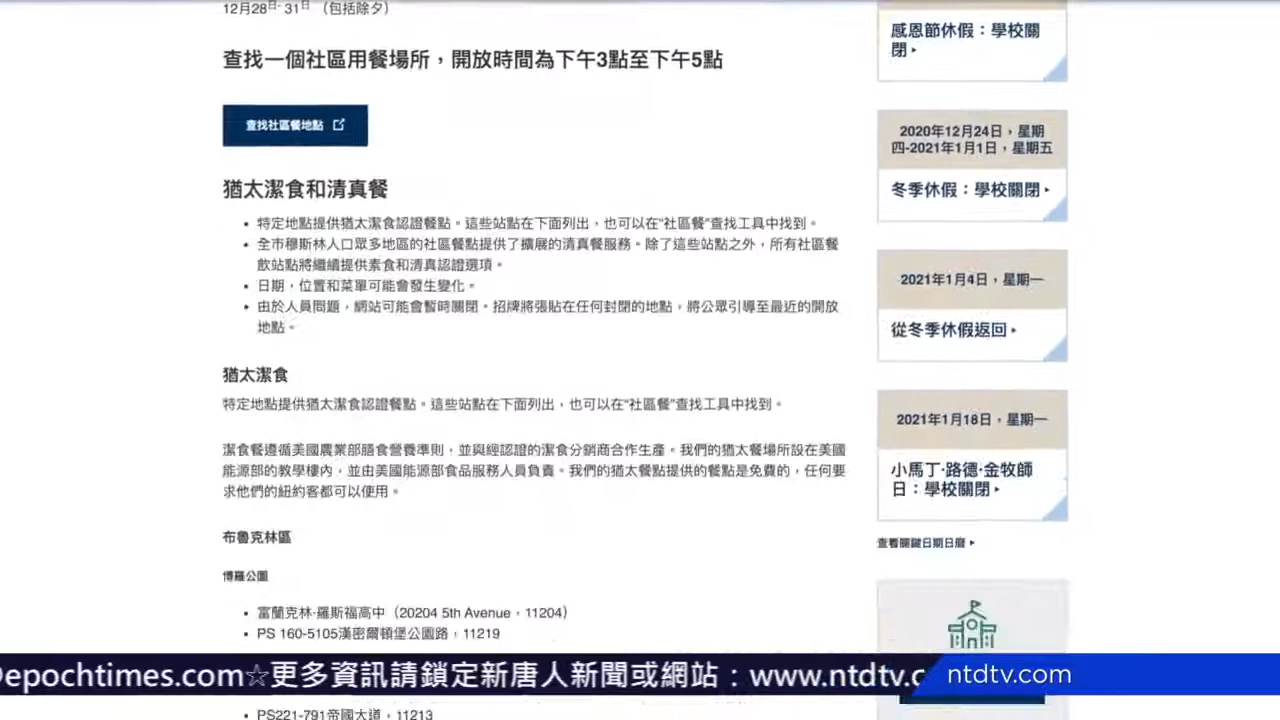 12月28日- 31日 （包括除夕）
查找一個社區用餐場所，開放時間為下午3點至下午5點
查找社區餐地點
猶太潔食和清真餐
• 特定地點提供猶太潔食認證餐點。這些站點在下面列出，也可以在“社區餐”查找工具中找到。
• 全市穆斯林人口眾多地區的社區餐點提供了擴展的清真餐服務。除了這些站點之外，所有社區餐
飲站點將繼續提供素食和清真認證選項。
• 日期，位置和菜單可能會發生變化。
• 由於人員問題，網站可能會暫時關閉。招牌將張貼在任何封閉的地點，將公眾引導至最近的開放
地點。
猶太潔食
特定地點提供猶太潔食認證餐點。這些站點在下面列出，也可以在“社區餐”查找工具中找到。
潔食餐遵循美國農業部膳食營養準則，並與經認證的潔食分銷商合作生產。我們的猶太餐場所設在美國
能源部的教學樓內，並由美國能源部食品服務人員負責。我們的猶太餐點提供的餐點是免費的，任何要
求他們的紐約客都可以使用。
布魯克林區
博羅公園
• 富蘭克林·羅斯福高中（20204 5th Avenue，11204）
• PS 160-5105漢密爾頓堡公園路，11219
• PS221-791帝國大道，11213
感恩節休假：學校關
閉
2020年12月24日，星期
四-2021年1月1日，星期五
冬季休假：學校關閉
2021年1月4日，星期一
從冬季休假返回
2021年1月18日，星期一
小馬丁·路德·金牧師
日：學校關閉
查看關鍵日期日曆
epochtimes.com☆更多資訊請鎖定新唐人新聞或網站：www.ntdtv.c
ntdtv.com